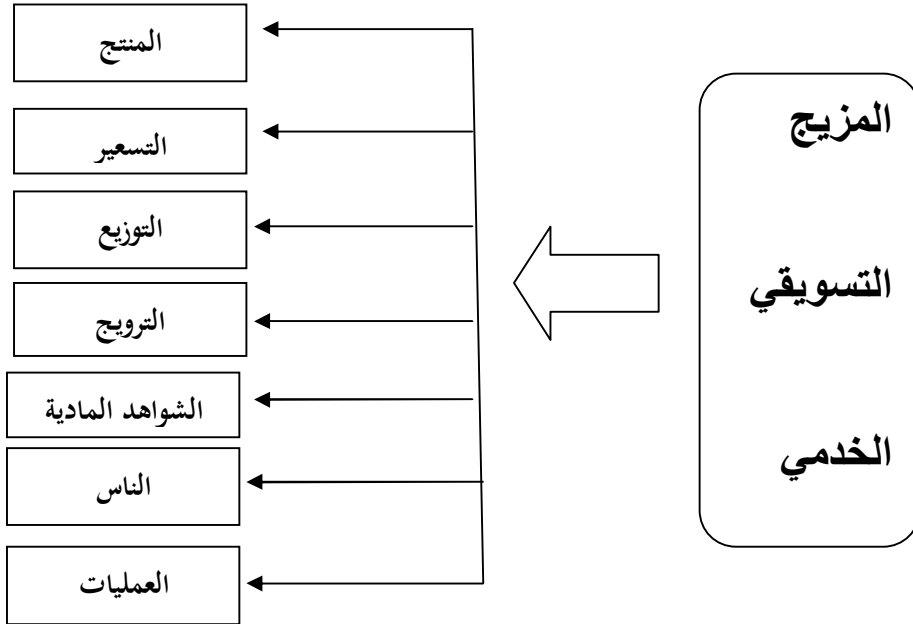 المزيج
التسويقي
الخدمي
المنتج
التسعير
التوزيع
الترويج
الشواهد المادية
الناس
العمليات